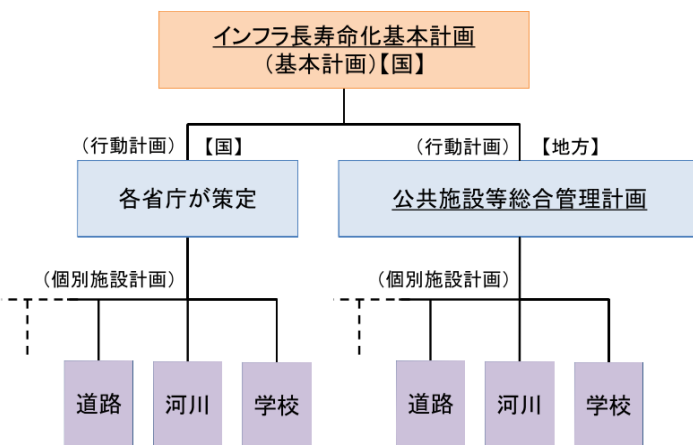 インフラ長寿命化基本計画
(基本計画)【国】
(行動計画) 【国】
(行動計画) 【地方】
各省庁が策定
公共施設等総合管理計画
(個別施設計画)
(個別施設計画)
道路 河川 学校
道路 河川 学校